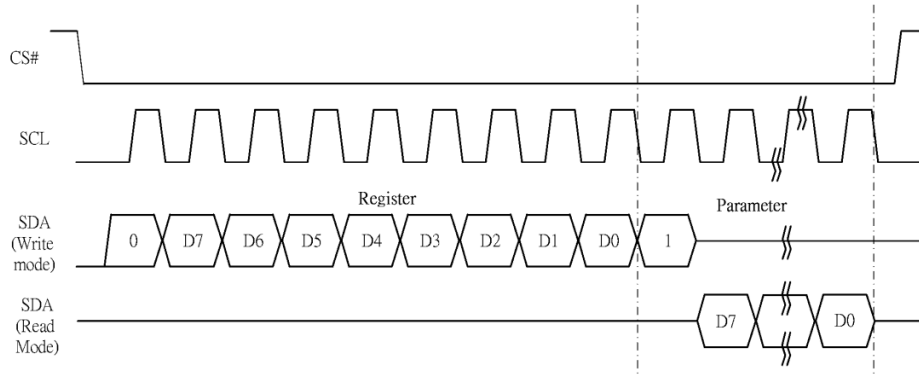 CS#
SCL
Register
Parameter
SDA
(Write
mode)
0 D7 D6 D5 D4 D3 D2 D1 D0 1
SDA
(Read
Mode)
D7 D0